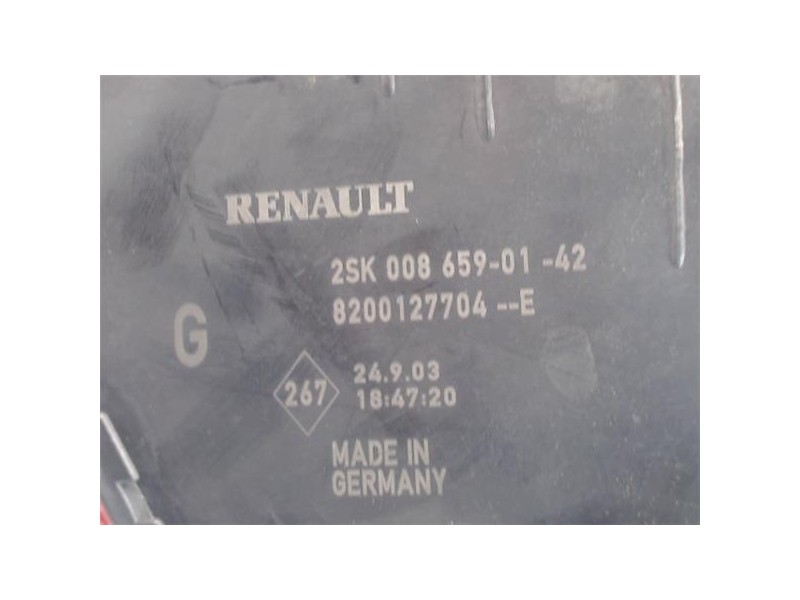 RENAULT
2SK 008 659-01 -42
8200127704 --E
G
267
24.9.03
18:47:20
MADE IN
GERMANY